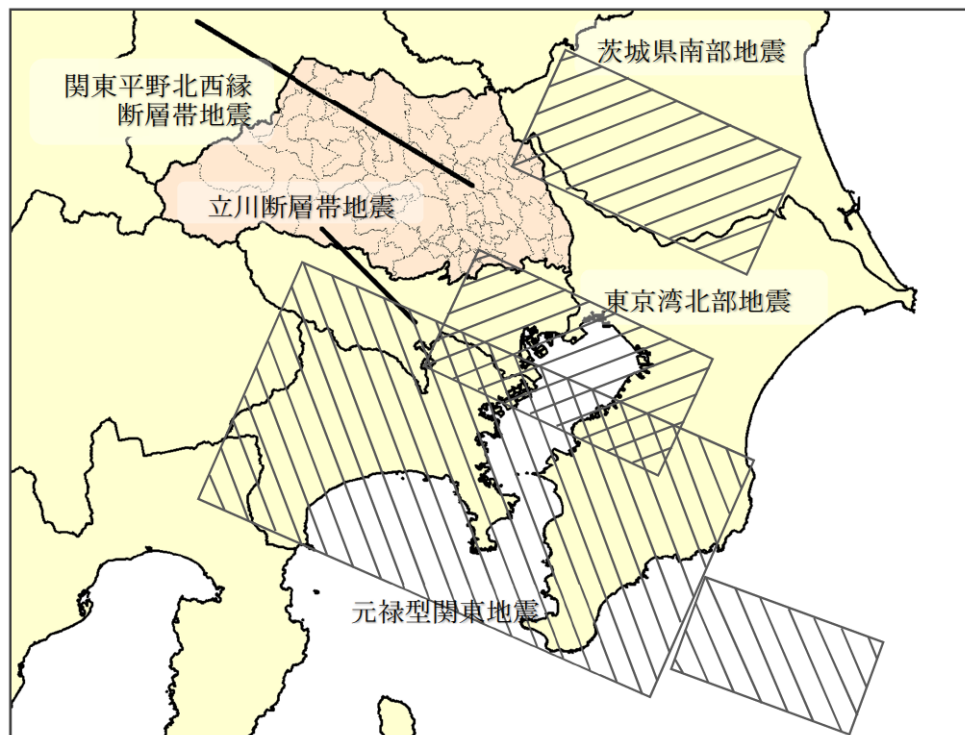 茨城県南部地震
関東平野北西縁
断層帯地震
立川断層帯地震
東京湾北部地震
元禄型関東地震